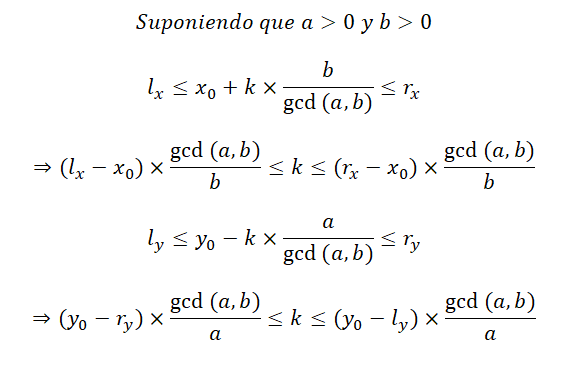 Suponiendo que a > 0 y b > 0
l_x ≤ x_0 + k × b / gcd (a, b) ≤ r_x
⇒ (l_x − x_0) × gcd (a, b) / b ≤ k ≤ (r_x − x_0) × gcd (a, b) / b
l_y ≤ y_0 − k × a / gcd (a, b) ≤ r_y
⇒ (y_0 − r_y) × gcd (a, b) / a ≤ k ≤ (y_0 − l_y) × gcd (a, b) / a